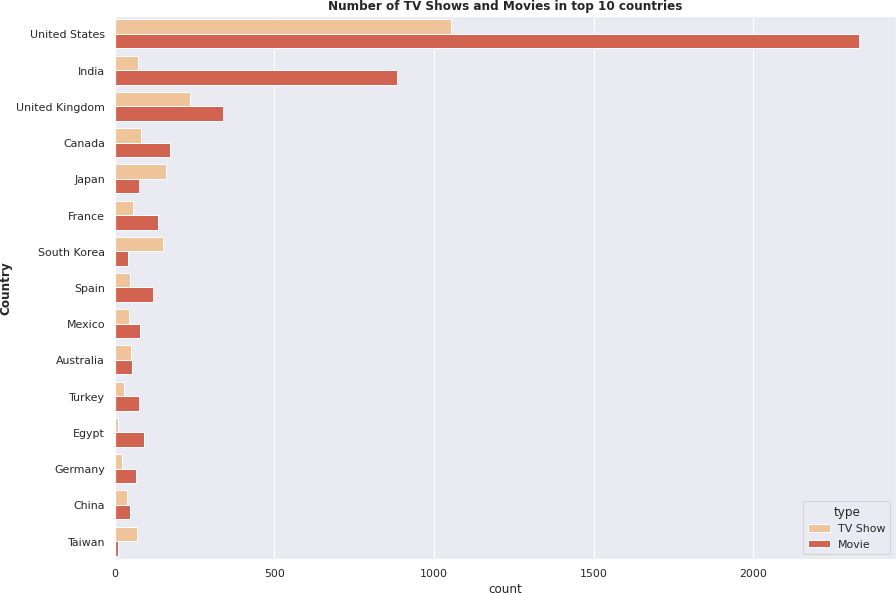 Number of TV Shows and Movies in top 10 countries
Country
United States
India
United Kingdom
Canada
Japan
France
South Korea
Spain
Mexico
Australia
Turkey
Egypt
Germany
China
Taiwan
type
TV Show
Movie
0 500 1000 1500 2000
count